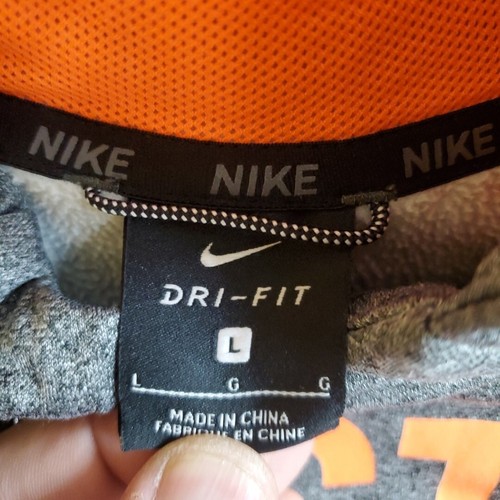 NIKE NIKE NIKE
DRI-FIT
L
L G G
MADE IN CHINA
FABRIQUÉ EN CHINE